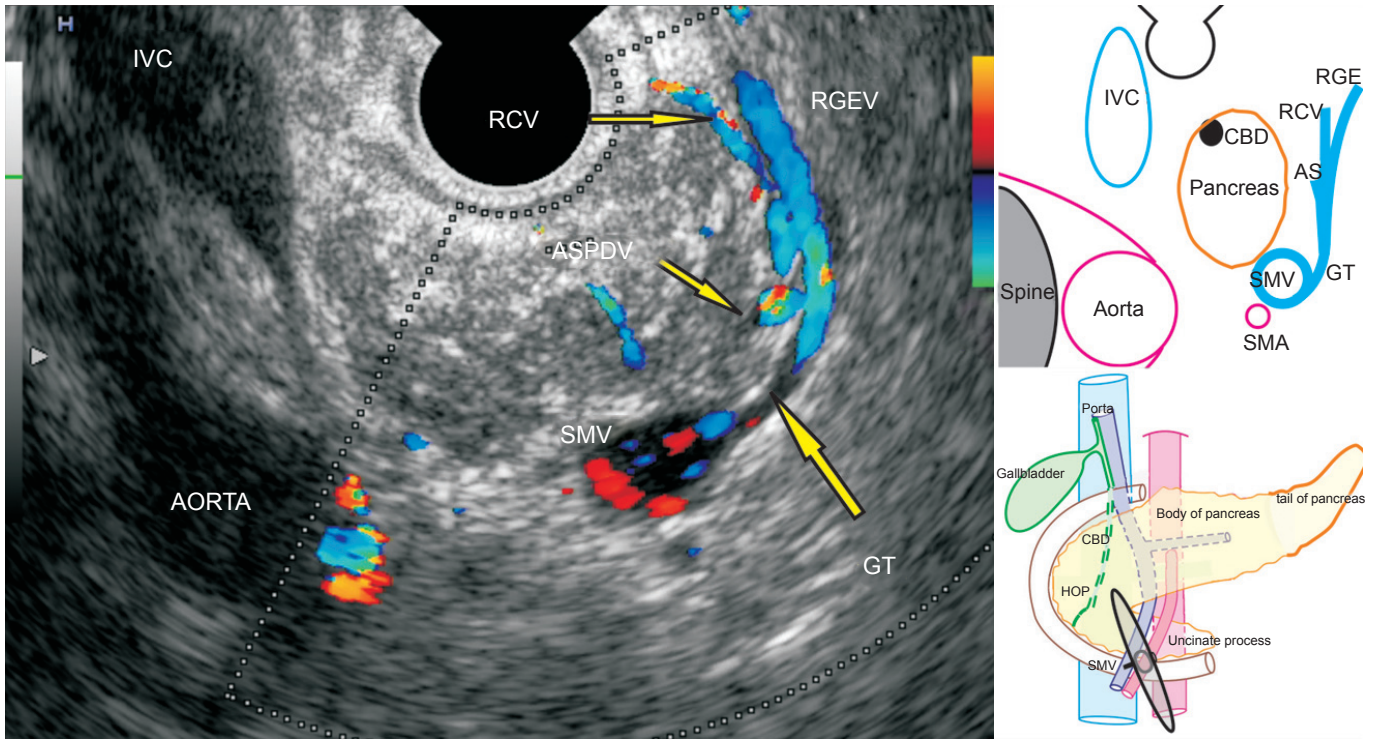 H
IVC
RCV
RGEV
ASPDV
SMV
AORTA
GT
IVC
RGE
RCV
CBD
AS
Pancreas
SMV
GT
Spine
Aorta
SMA
Porta
Gallbladder
tail of pancreas
Body of pancreas
CBD
HOP
Uncinate process
SMV